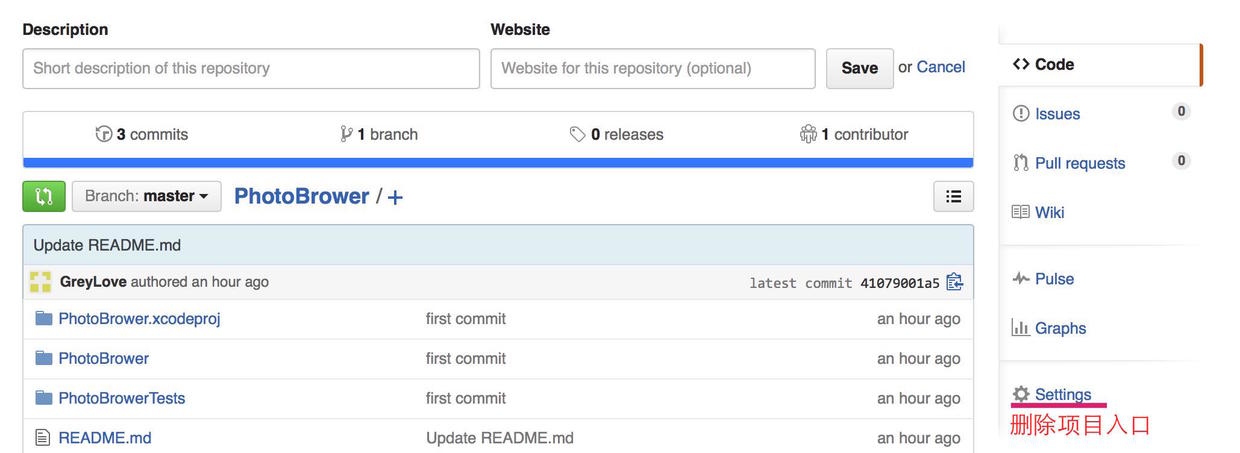 Description
Website
Short description of this repository
Website for this repository (optional)
Save or Cancel
3 commits
1 branch
0 releases
1 contributor
Branch: master
PhotoBrower / +
Update README.md
GreyLove authored an hour ago
latest commit 41079001a5
PhotoBrower.xcodeproj first commit an hour ago
PhotoBrower first commit an hour ago
PhotoBrowerTests first commit an hour ago
README.md Update README.md an hour ago
Code
Issues 0
Pull requests 0
Wiki
Pulse
Graphs
Settings
删除项目入口